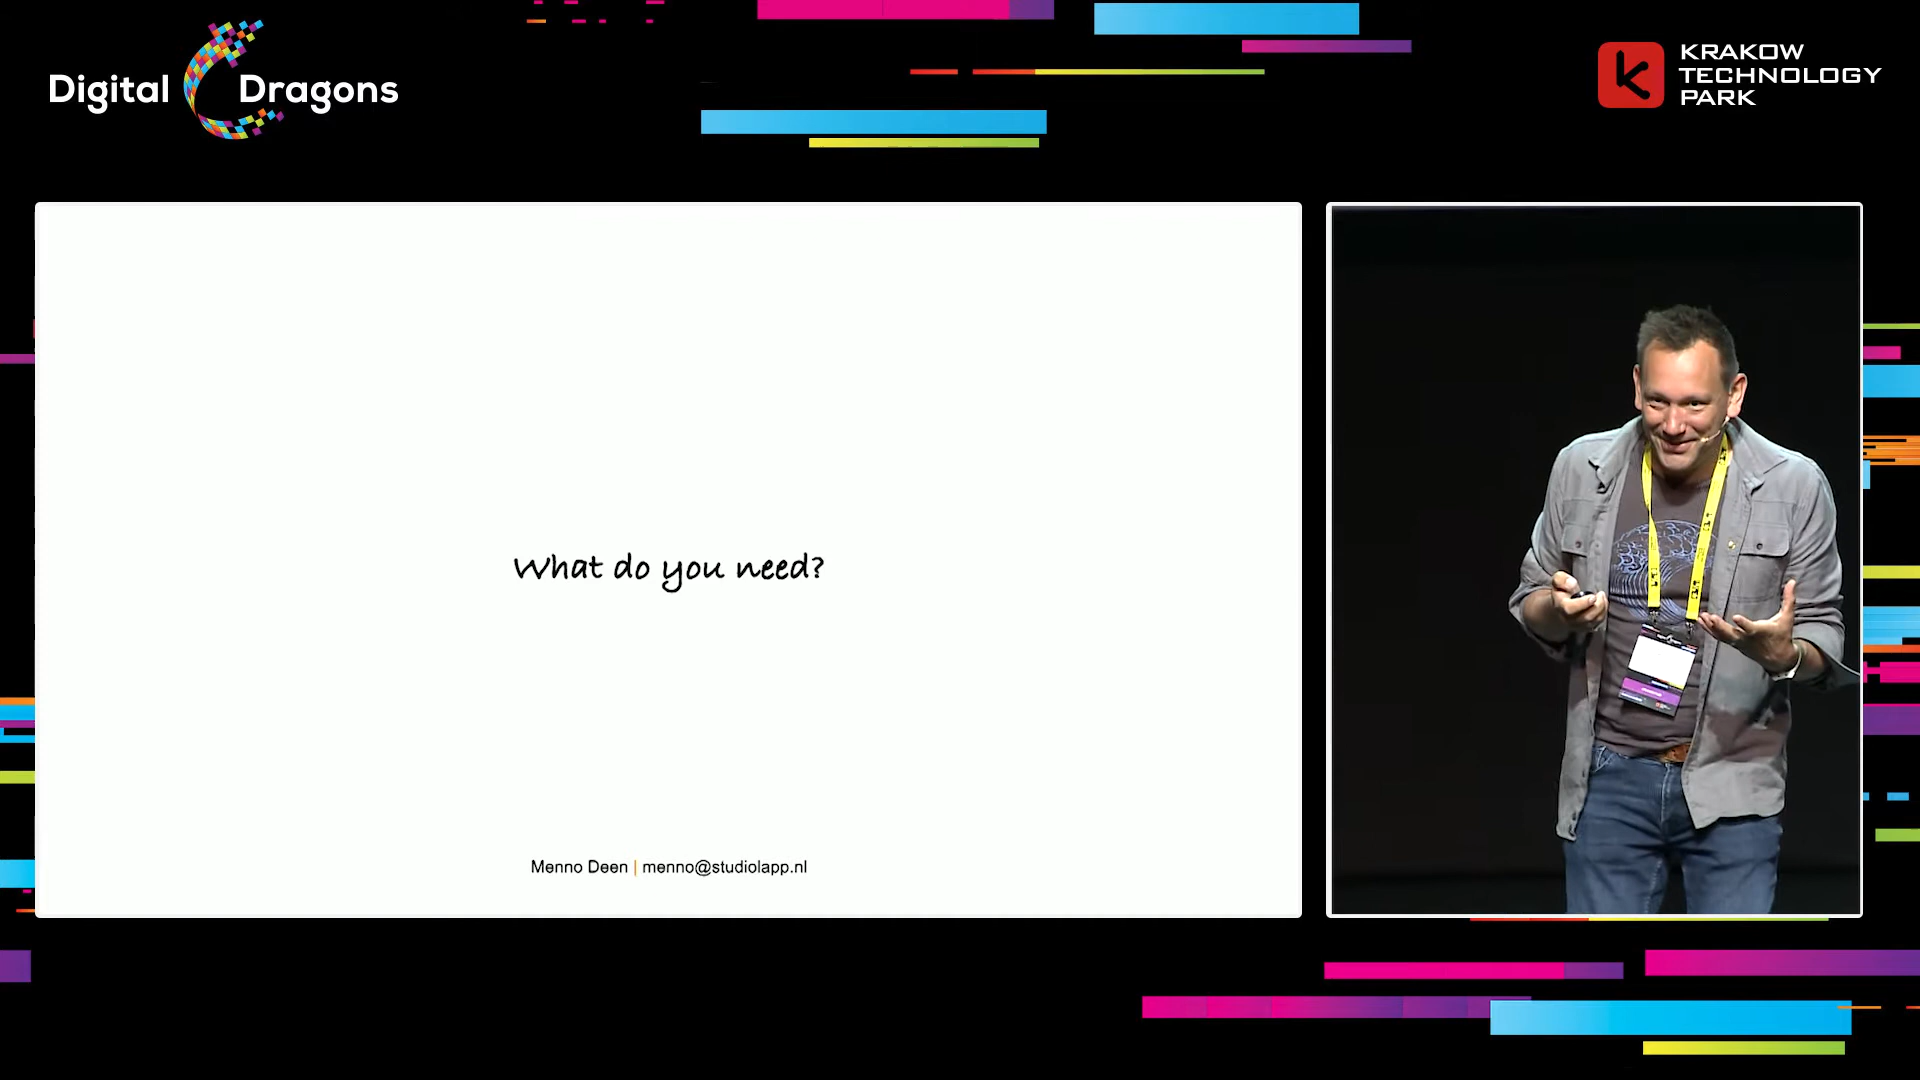 Digital Dragons
KRAKOW
TECHNOLOGY
PARK
What do you need?
Menno Deen | menno@studiolapp.nl